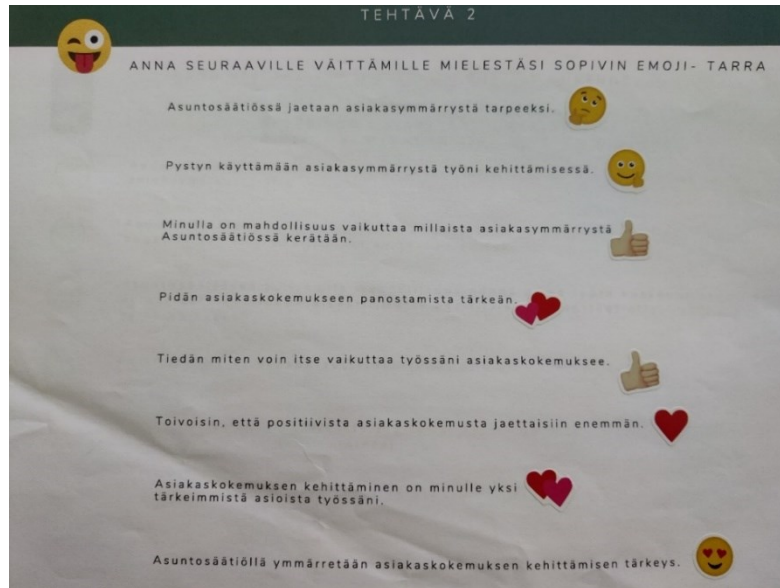 TEHTÄVÄ 2
ANNA SEURAAVILLE VÄITTÄMILLE MIELESTÄSI SOPIVIN EMOJI- TARRA
Asuntosäätiössä jaetaan asiakasymmärrystä tarpeeksi.
Pystyn käyttämään asiakasymmärrystä työni kehittämisessä.
Minulla on mahdollisuus vaikuttaa millaista asiakasymmärrystä
Asuntosäätiössä kerätään.
Pidän asiakaskokemukseen panostamista tärkeän.
Tiedän miten voin itse vaikuttaa työssäni asiakaskokemuksee.
Toivoisin, että positiivista asiakaskokemusta jaettaisiin enemmän.
Asiakaskokemuksen kehittäminen on minulle yksi
tärkeimmistä asioista työssäni.
Asuntosäätiöllä ymmärretään asiakaskokemuksen kehittämisen tärkeys.